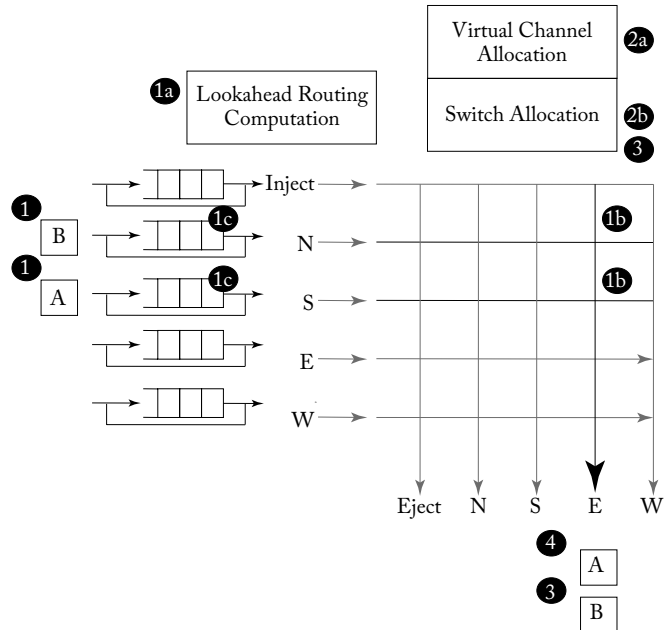 Virtual Channel
Allocation
2a
1a
Lookahead Routing
Computation
Switch Allocation
2b
3
Inject
1
B
1c
N
1b
1
A
1c
S
1b
E
W
Eject
N
S
E
W
4
A
3
B